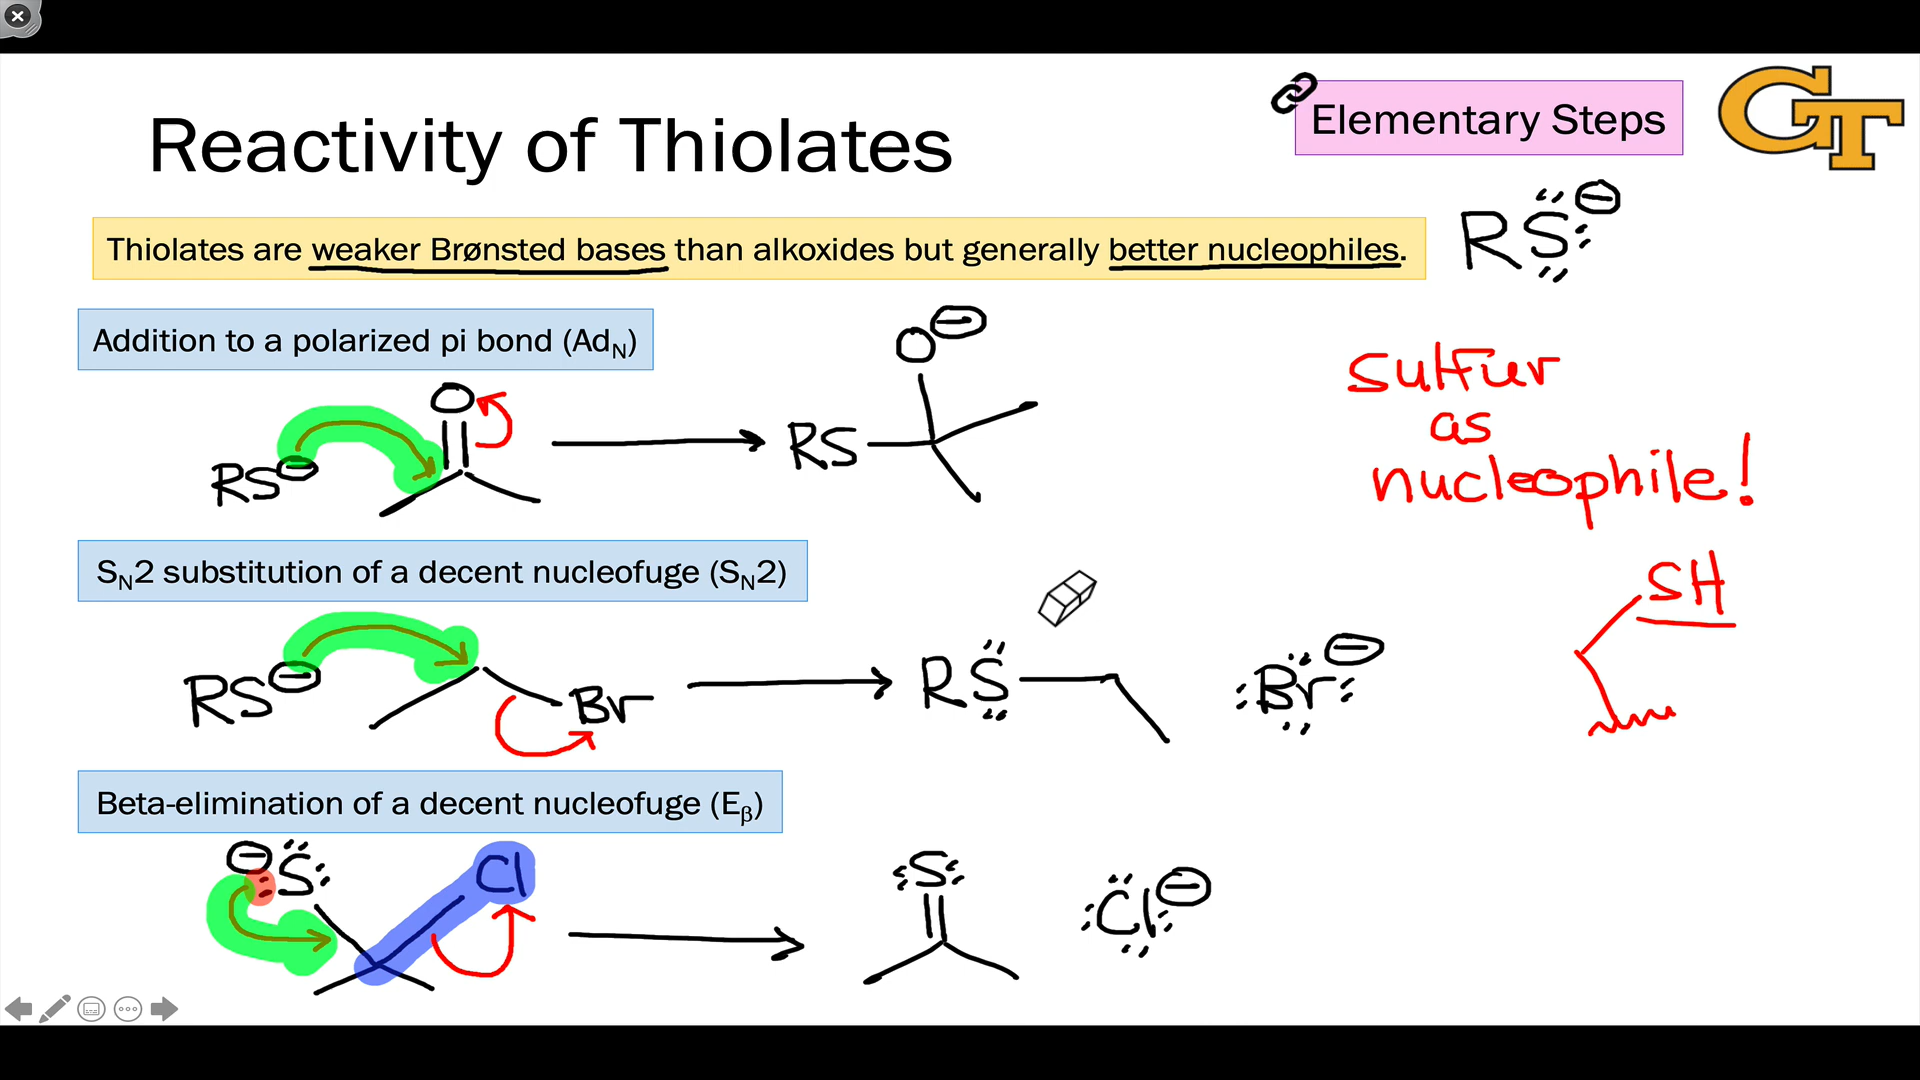 Elementary Steps
GT
Reactivity of Thiolates
Thiolates are weaker Brønsted bases than alkoxides but generally better nucleophiles.
RS⊖
Addition to a polarized pi bond (AdN)
O
RS⊖
O⊖
RS
sulfur
as
nucleophile!
SN2 substitution of a decent nucleofuge (SN2)
SH
RS⊖
Br
RS
Br⊖
Beta-elimination of a decent nucleofuge (Eβ)
⊖S
Cl
S
Cl⊖